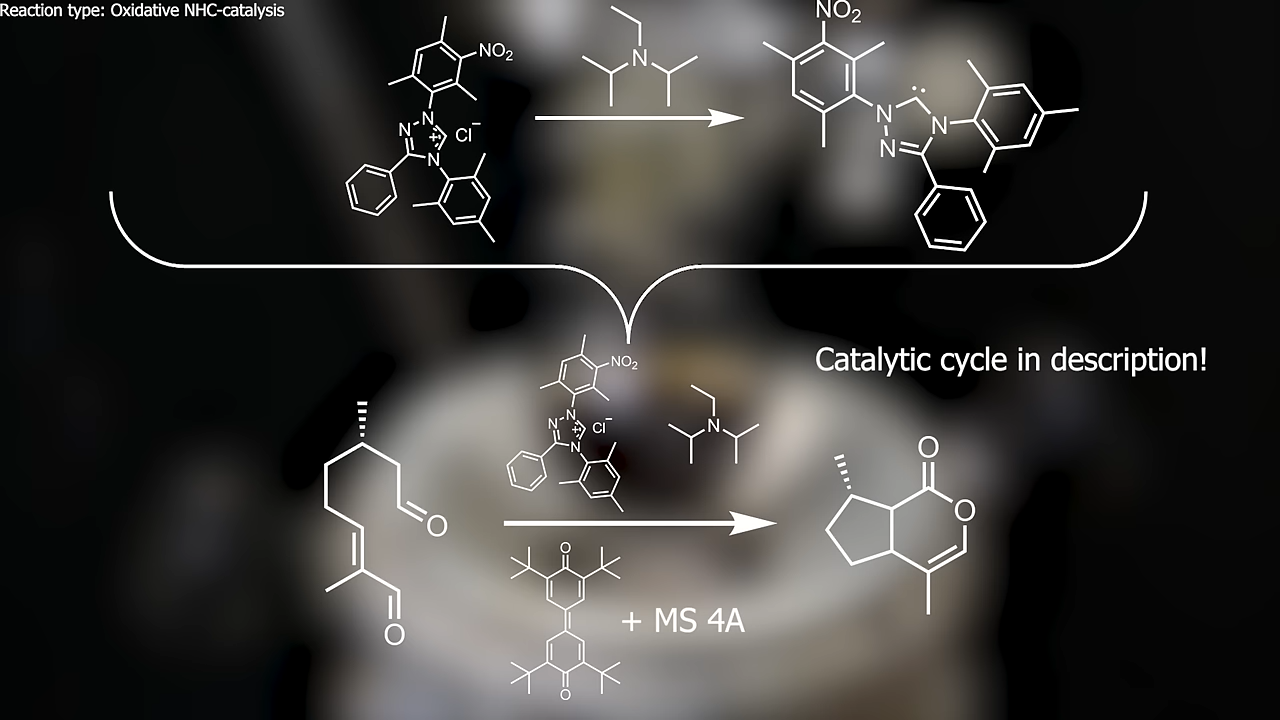 Reaction type: Oxidative NHC-catalysis
NO2
N
N
N
Cl−
N
NO2
N
N
N
Catalytic cycle in description!
NO2
N
N
N
Cl−
N
O
O
O
O
O
O
+ MS 4A